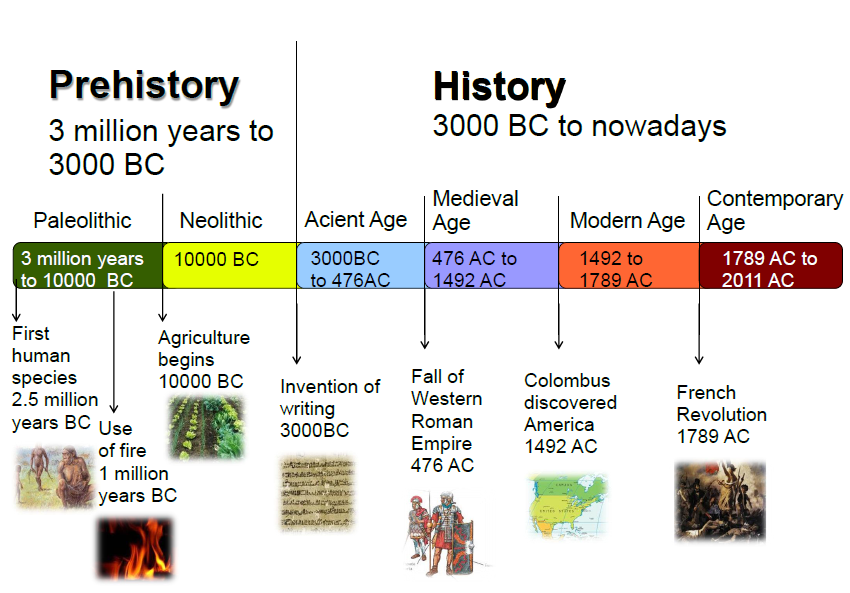 Prehistory
3 million years to
3000 BC
History
3000 BC to nowadays
Paleolithic
Neolithic
Acient Age
Medieval
Age
Modern Age
Contemporary
Age
3 million years
to 10000  BC
10000 BC
3000BC
to 476AC
476 AC to
1492 AC
1492 to
1789 AC
1789 AC to
2011 AC
First
human
species
2.5 million
years BC
Use
of fire
1 million
years BC
Agriculture
begins
10000 BC
Invention of
writing
3000BC
Fall of
Western
Roman
Empire
476 AC
Colombus
discovered
America
1492 AC
French
Revolution
1789 AC
CANADA
UNITED STATES